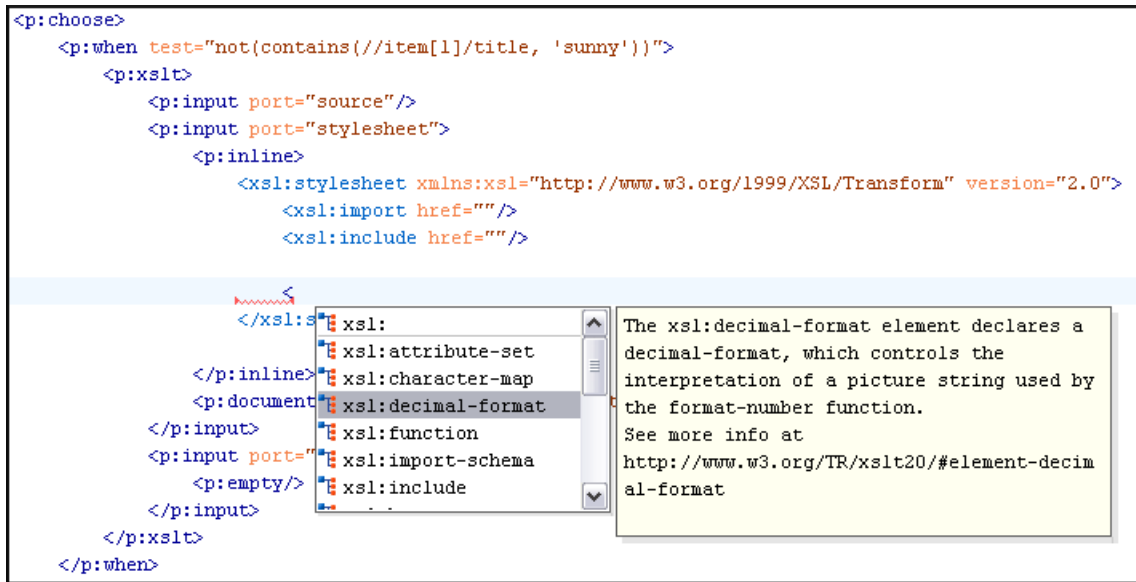 <p:choose>
<p:when test="not(contains(//item[1]/title, 'sunny'))">
<p:xslt>
<p:input port="source"/>
<p:input port="stylesheet">
<p:inline>
<xsl:stylesheet xmlns:xsl="http://www.w3.org/1999/XSL/Transform" version="2.0">
<xsl:import href=""/>
<xsl:include href=""/>
<
</xsl:s
</p:inline>
<p:document
</p:input>
<p:input port="
<p:empty/>
</p:input>
</p:xslt>
</p:when>
xsl:
xsl:attribute-set
xsl:character-map
xsl:decimal-format
xsl:function
xsl:import-schema
xsl:include
The xsl:decimal-format element declares a
decimal-format, which controls the
interpretation of a picture string used by
the format-number function.
See more info at
http://www.w3.org/TR/xslt20/#element-decim
al-format